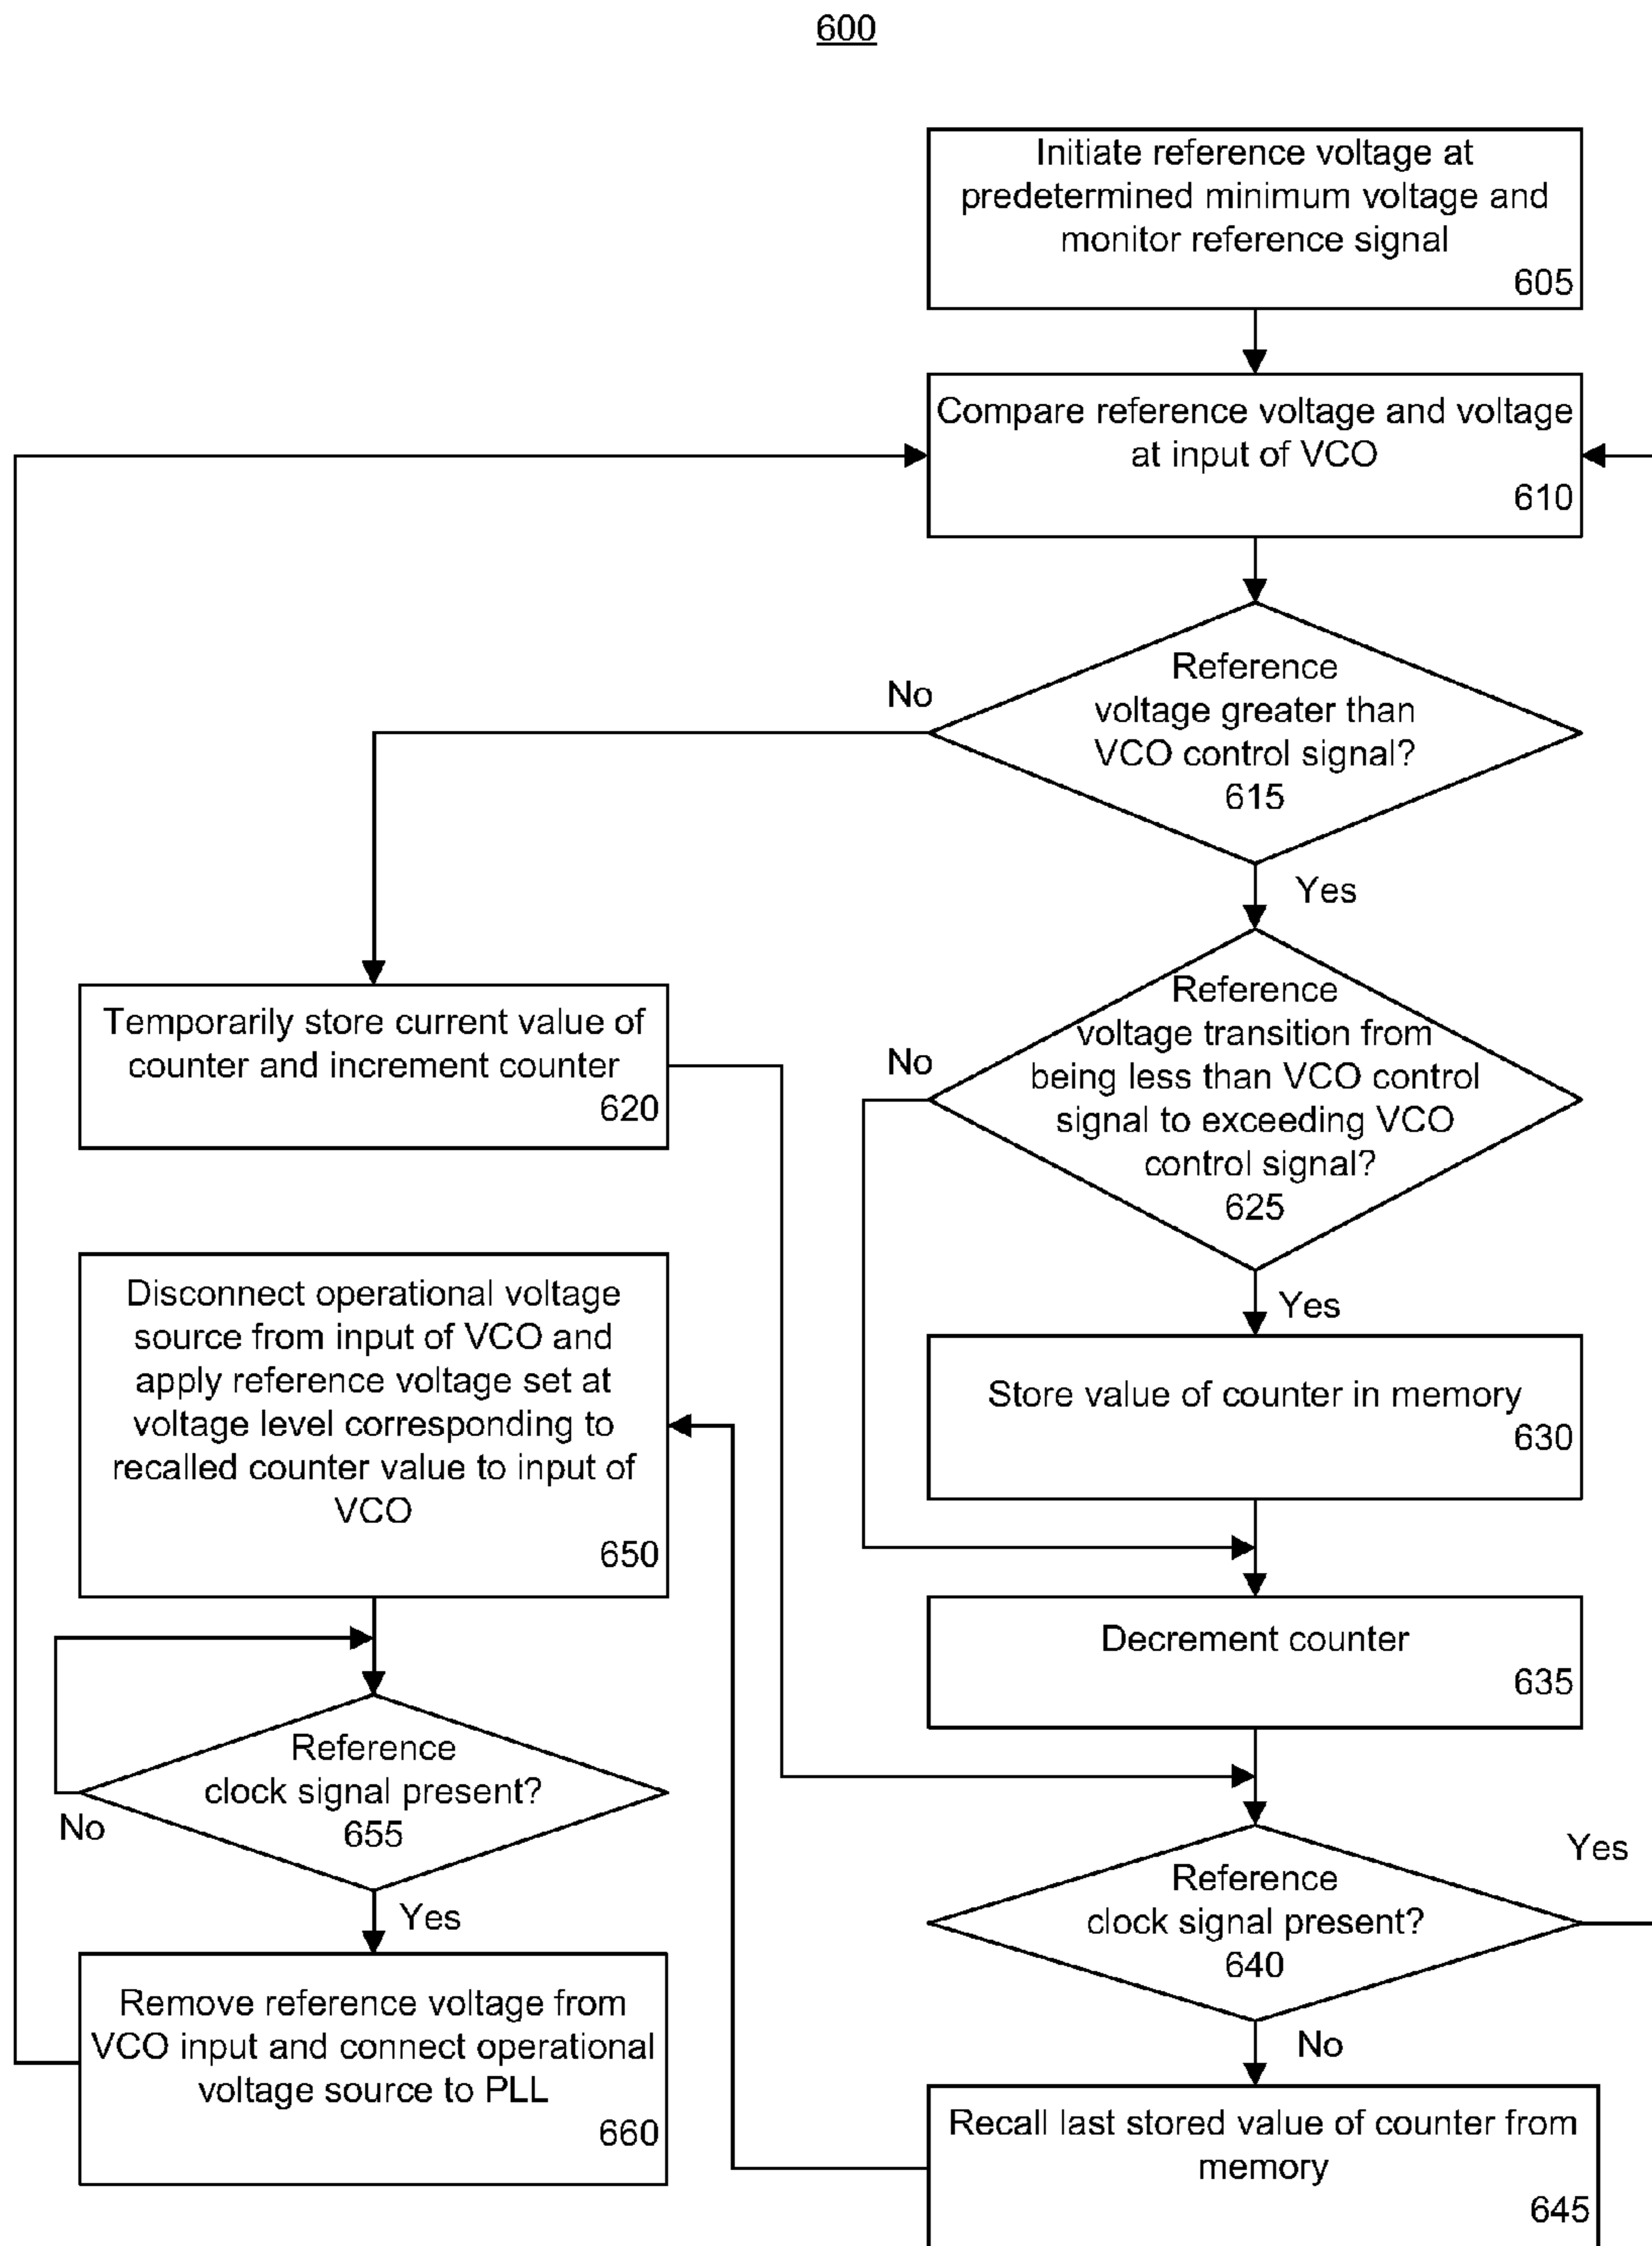 600
Initiate reference voltage at
predetermined minimum voltage and
monitor reference signal
605
Compare reference voltage and voltage
at input of VCO
610
Reference
voltage greater than
VCO control signal?
615
No
Yes
Temporarily store current value of
counter and increment counter
620
Reference
voltage transition from
being less than VCO control
signal to exceeding VCO
control signal?
625
No
Yes
Store value of counter in memory
630
Decrement counter
635
Reference
clock signal present?
640
Yes
No
Recall last stored value of counter from
memory
645
Disconnect operational voltage
source from input of VCO and
apply reference voltage set at
voltage level corresponding to
recalled counter value to input of
VCO
650
Reference
clock signal present?
655
No
Yes
Remove reference voltage from
VCO input and connect operational
voltage source to PLL
660